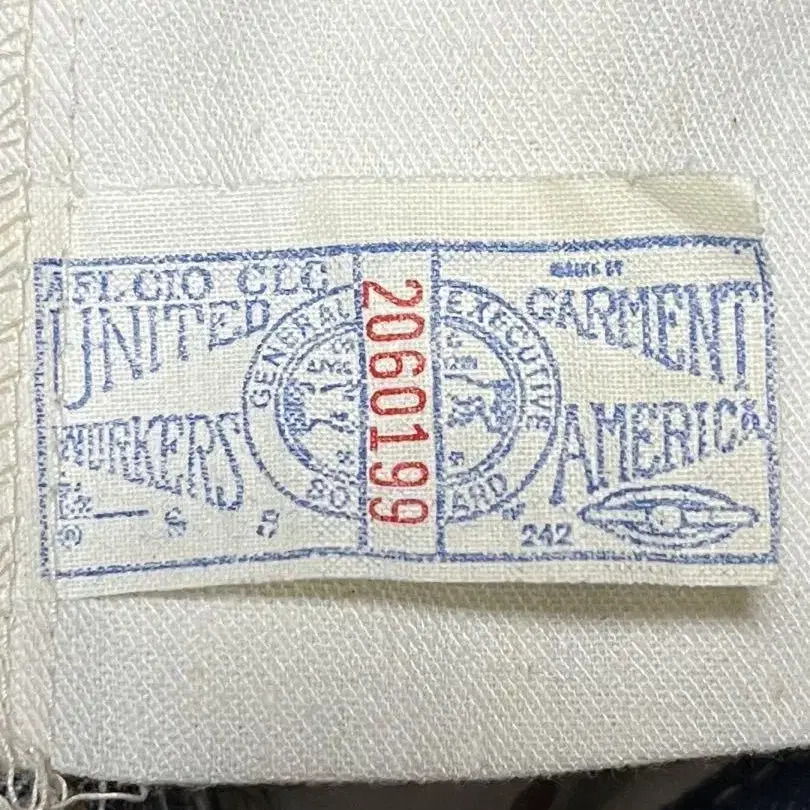 AFL CIO CLC
UNITED GARMENT
WORKERS AMERICA
GENERAL EXECUTIVE
BOARD
2060199
242